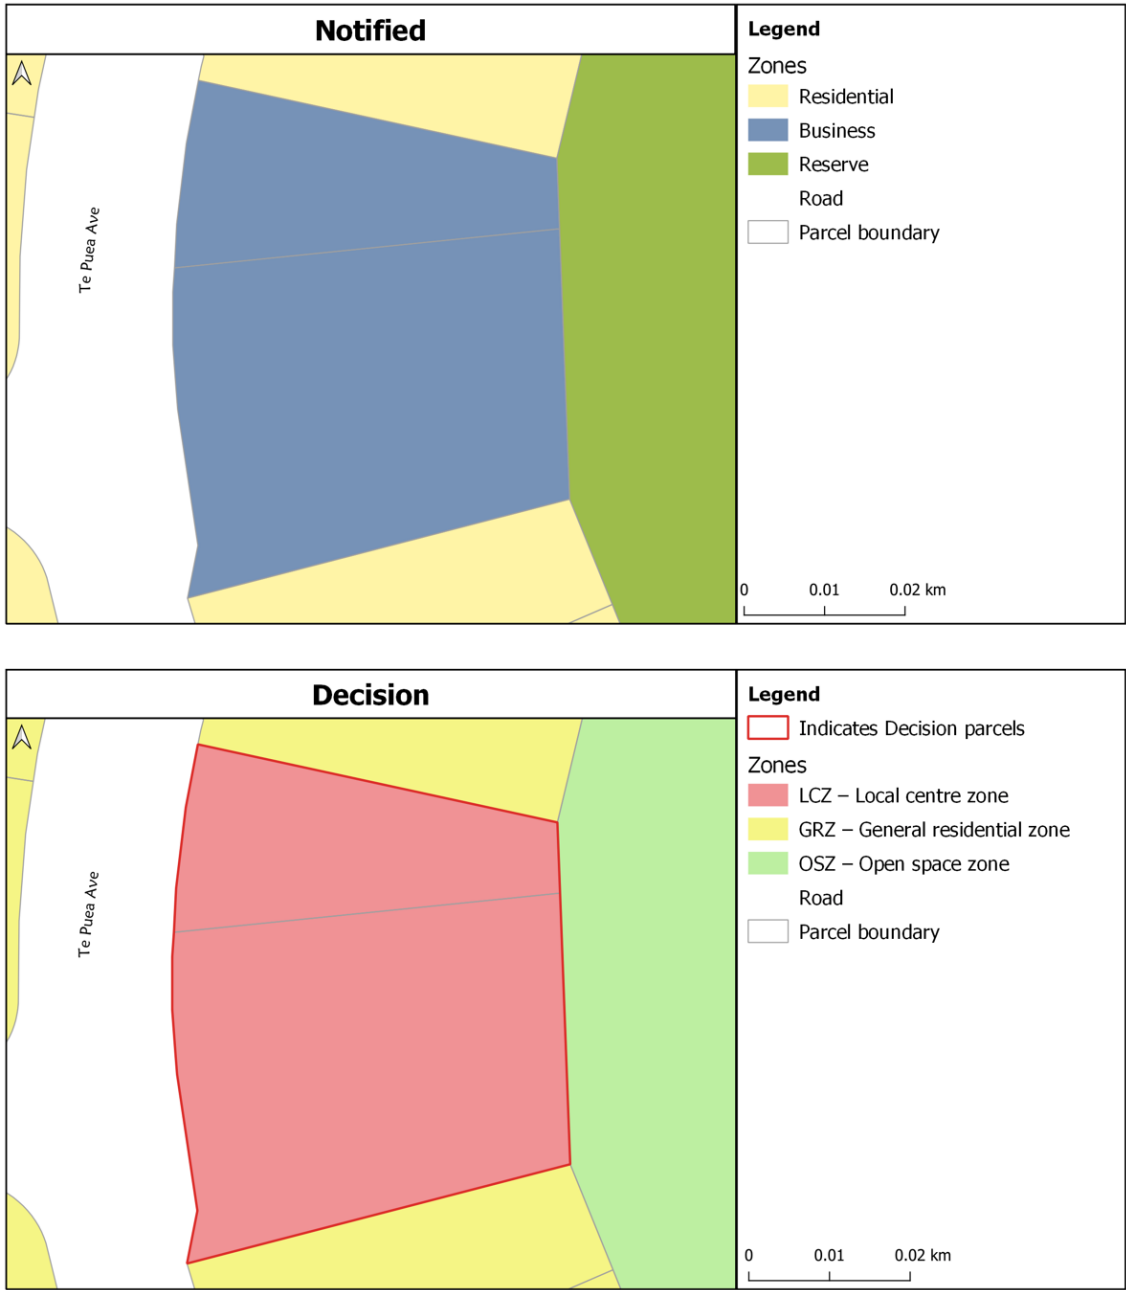 Notified
Legend
Zones
Residential
Business
Reserve
Road
Parcel boundary
Te Puea Ave
0 0.01 0.02 km
Decision
Legend
Indicates Decision parcels
Zones
LCZ – Local centre zone
GRZ – General residential zone
OSZ – Open space zone
Road
Parcel boundary
Te Puea Ave
0 0.01 0.02 km